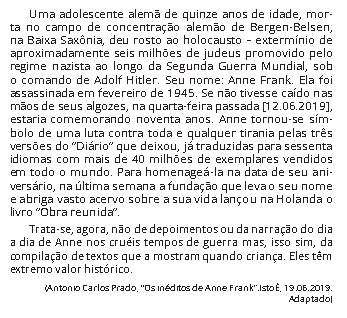 Uma adolescente alemã de quinze anos de idade, mor-
ta no campo de concentração alemão de Bergen-Belsen,
na Baixa Saxônia, deu rosto ao holocausto – extermínio de
aproximadamente seis milhões de judeus promovido pelo
regime nazista ao longo da Segunda Guerra Mundial, sob
o comando de Adolf Hitler. Seu nome: Anne Frank. Ela foi
assassinada em fevereiro de 1945. Se não tivesse caído nas
mãos de seus algozes, na quarta-feira passada [12.06.2019],
estaria comemorando noventa anos. Anne tornou-se sím-
bolo de uma luta contra toda e qualquer tirania pelas três
versões do “Diário” que deixou, já traduzidas para sessenta
idiomas com mais de 40 milhões de exemplares vendidos
em todo o mundo. Para homenageá-la na data de seu ani-
versário, na última semana a fundação que leva o seu nome
e abriga vasto acervo sobre a sua vida lançou na Holanda o
livro “Obra reunida”.
Trata-se, agora, não de depoimentos ou da narração do dia
a dia de Anne nos cruéis tempos de guerra mas, isso sim, da
compilação de textos que a mostram quando criança. Eles têm
extremo valor histórico.
(Antonio Carlos Prado, “Os inéditos de Anne Frank”.IstoÉ, 19.06.2019.
Adaptado)